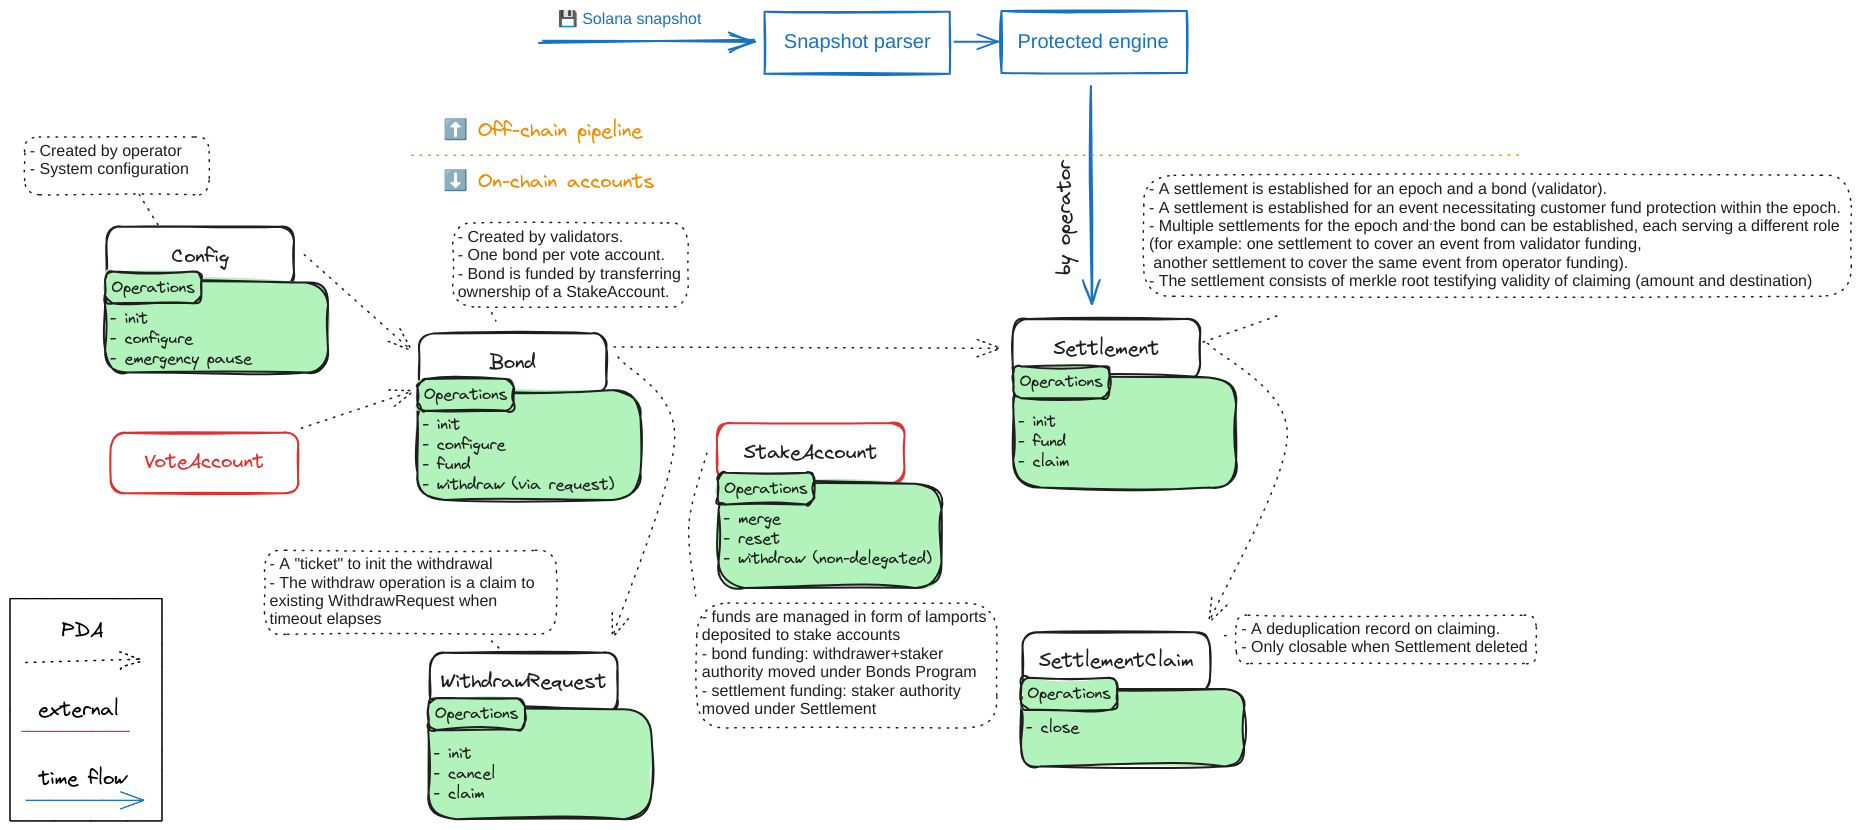 💾 Solana snapshot
Snapshot parser
Protected engine
⬆️ Off-chain pipeline
⬇️ On-chain accounts
by operator
- Created by operator
- System configuration
Config
Operations
- init
- configure
- emergency pause
VoteAccount
- Created by validators.
- One bond per vote account.
- Bond is funded by transferring
ownership of a StakeAccount.
Bond
Operations
- init
- configure
- fund
- withdraw (via request)
- A settlement is established for an epoch and a bond (validator).
- A settlement is established for an event necessitating customer fund protection within the epoch.
- Multiple settlements for the epoch and the bond can be established, each serving a different role
(for example: one settlement to cover an event from validator funding,
another settlement to cover the same event from operator funding).
- The settlement consists of merkle root testifying validity of claiming (amount and destination)
Settlement
Operations
- init
- fund
- claim
StakeAccount
Operations
- merge
- reset
- withdraw (non-delegated)
- funds are managed in form of lamports
deposited to stake accounts
- bond funding: withdrawer+staker
authority moved under Bonds Program
- settlement funding: staker authority
moved under Settlement
- A "ticket" to init the withdrawal
- The withdraw operation is a claim to
existing WithdrawRequest when
timeout elapses
WithdrawRequest
Operations
- init
- cancel
- claim
- A deduplication record on claiming.
- Only closable when Settlement deleted
SettlementClaim
Operations
- close
PDA
external
time flow